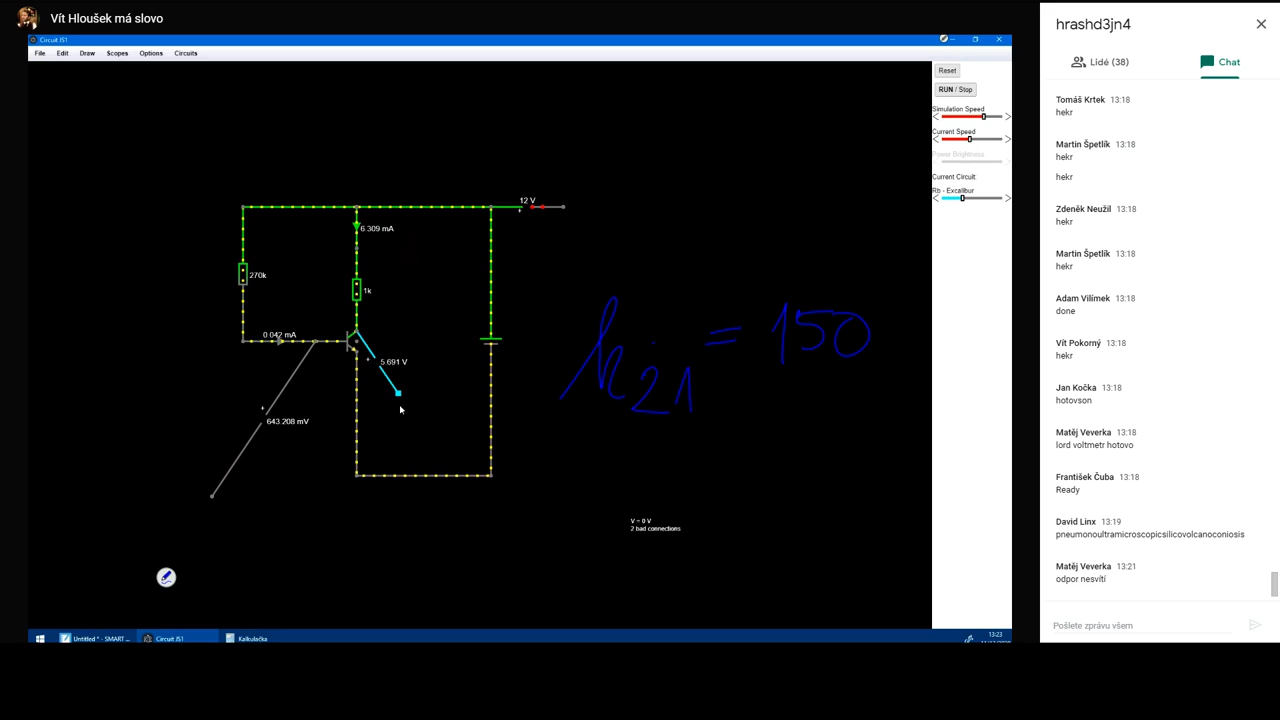 Vít Hloušek má slovo
Circuit JS1
File Edit Draw Scopes Options Circuits
Reset
RUN / Stop
Simulation Speed
Current Speed
Power Brightness
Current Circuit
Rb - Excalibur
12 V
6.309 mA
270k
1k
0.042 mA
5.691 V
643.208 mV
h21 = 150
V = 0 V
2 bad connections
Untitled * - SMART ...
Circuit JS1
Kalkulačka
13:23
hrashd3jn4
Lidé (38)
Chat
Tomáš Krtek 13:18
hekr
Martin Špetlík 13:18
hekr
hekr
Zdeněk Neužil 13:18
hekr
Martin Špetlík 13:18
hekr
Adam Vilímek 13:18
done
Vít Pokorný 13:18
hekr
Jan Kočka 13:18
hotovson
Matěj Veverka 13:18
lord voltmetr hotovo
František Čuba 13:18
Ready
David Linx 13:19
pneumonoultramicroscopicsilicovolcanoconiosis
Matěj Veverka 13:21
odpor nesvítí
Pošlete zprávu všem